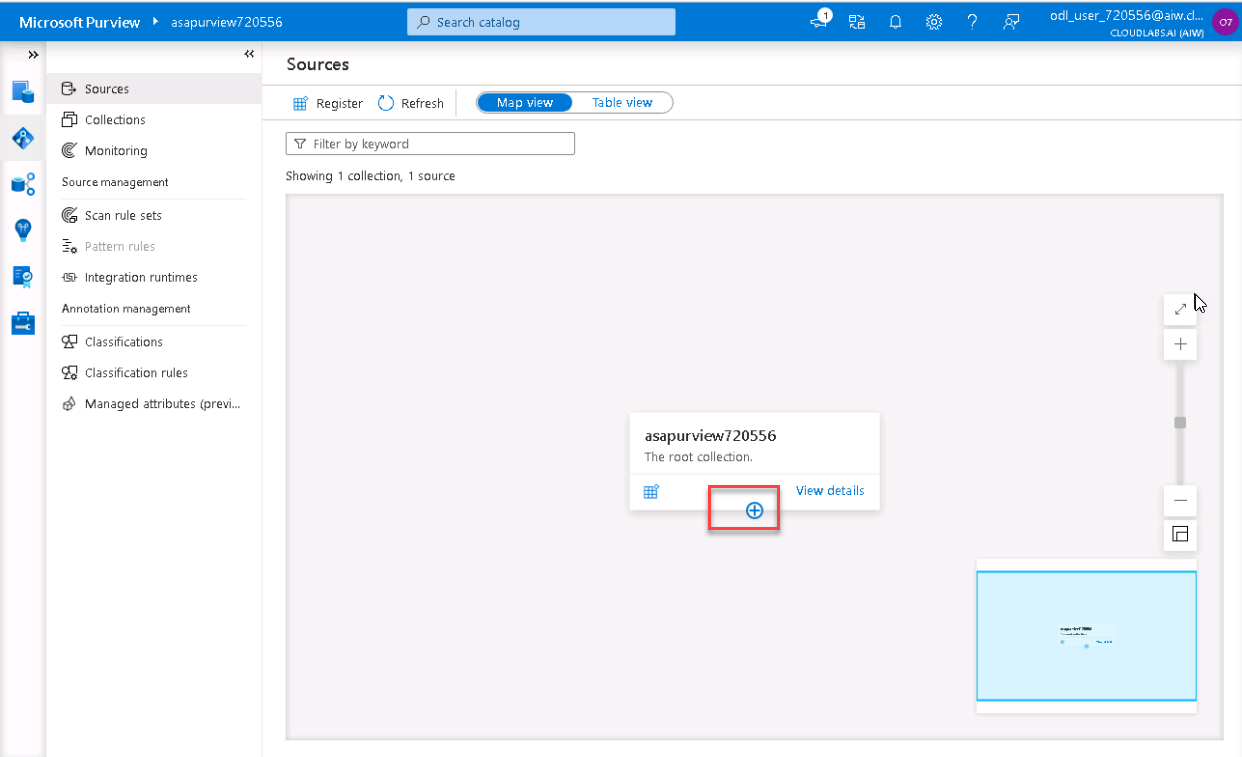 Microsoft Purview asapurview720556
Search catalog
1
odl_user_720556@aiw.cl...
CLOUDLABS.AI (AIW)
O7
Sources
Collections
Monitoring
Source management
Scan rule sets
Pattern rules
Integration runtimes
Annotation management
Classifications
Classification rules
Managed attributes (previ...
Sources
Register Refresh Map view Table view
Filter by keyword
Showing 1 collection, 1 source
asapurview720556
The root collection.
View details